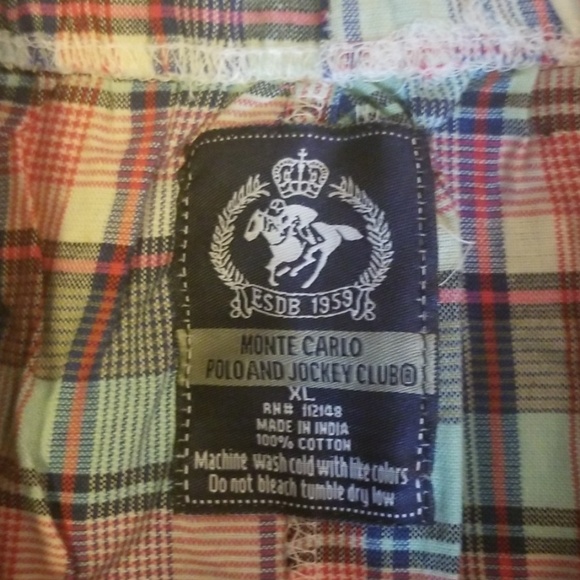 ESDB 1959
MONTE CARLO
POLO AND JOCKEY CLUB®
XL
RN# 112148
MADE IN INDIA
100% COTTON
Machine wash cold with like colors
Do not bleach tumble dry low